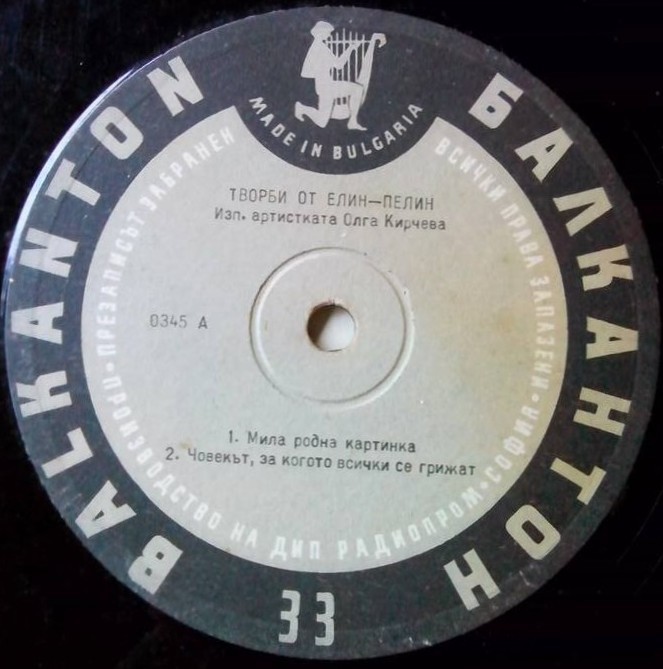 BALKANTON
БАЛКАНТОН
MADE IN BULGARIA
ТВОРБИ ОТ ЕЛИН—ПЕЛИН
Изп. артистката Олга Кирчева
0345 A
1. Мила родна картинка
2. Човекът, за когото всички се грижат
ВСИЧКИ ПРАВА ЗАПАЗЕНИ •
ПРОИЗВОДСТВО НА ДИП РАДИОПРОМ • СОФИЯ •
ПРЕЗАПИСЪТ ЗАБРАНЕН
33